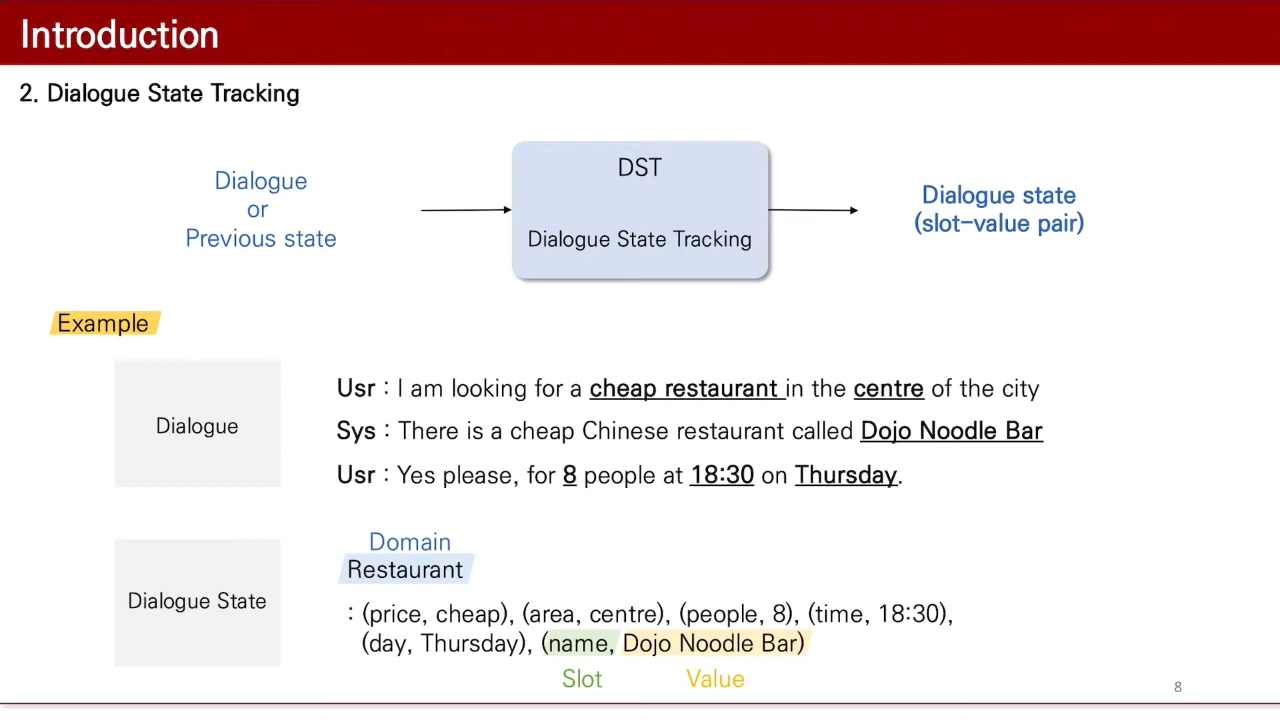 Introduction
2. Dialogue State Tracking
Dialogue
or
Previous state
DST
Dialogue State Tracking
Dialogue state
(slot-value pair)
Example
Dialogue
Usr : I am looking for a cheap restaurant in the centre of the city
Sys : There is a cheap Chinese restaurant called Dojo Noodle Bar
Usr : Yes please, for 8 people at 18:30 on Thursday.
Dialogue State
Domain
Restaurant
: (price, cheap), (area, centre), (people, 8), (time, 18:30),
(day, Thursday), (name, Dojo Noodle Bar)
Slot
Value
8